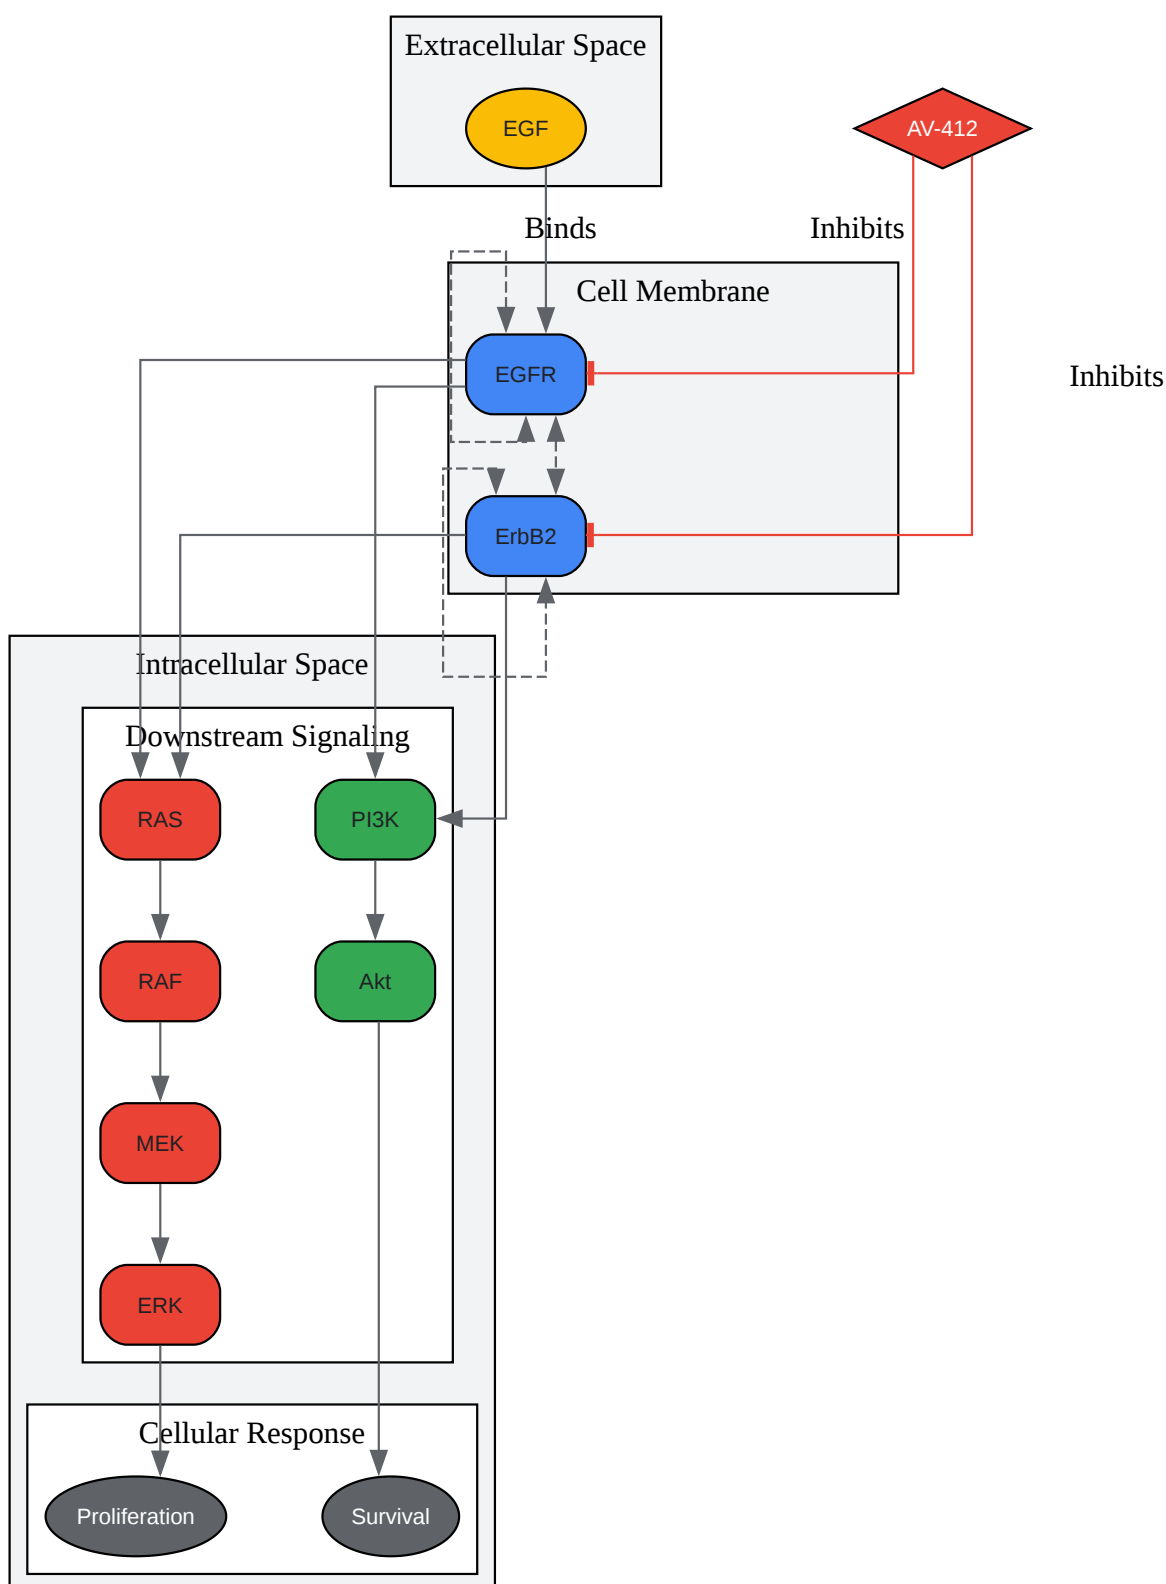 Extracellular Space
EGF
AV-412
Binds
Inhibits
Cell Membrane
EGFR
Inhibits
ErbB2
Intracellular Space
Downstream Signaling
RAS
PI3K
RAF
Akt
MEK
ERK
Cellular Response
Proliferation
Survival